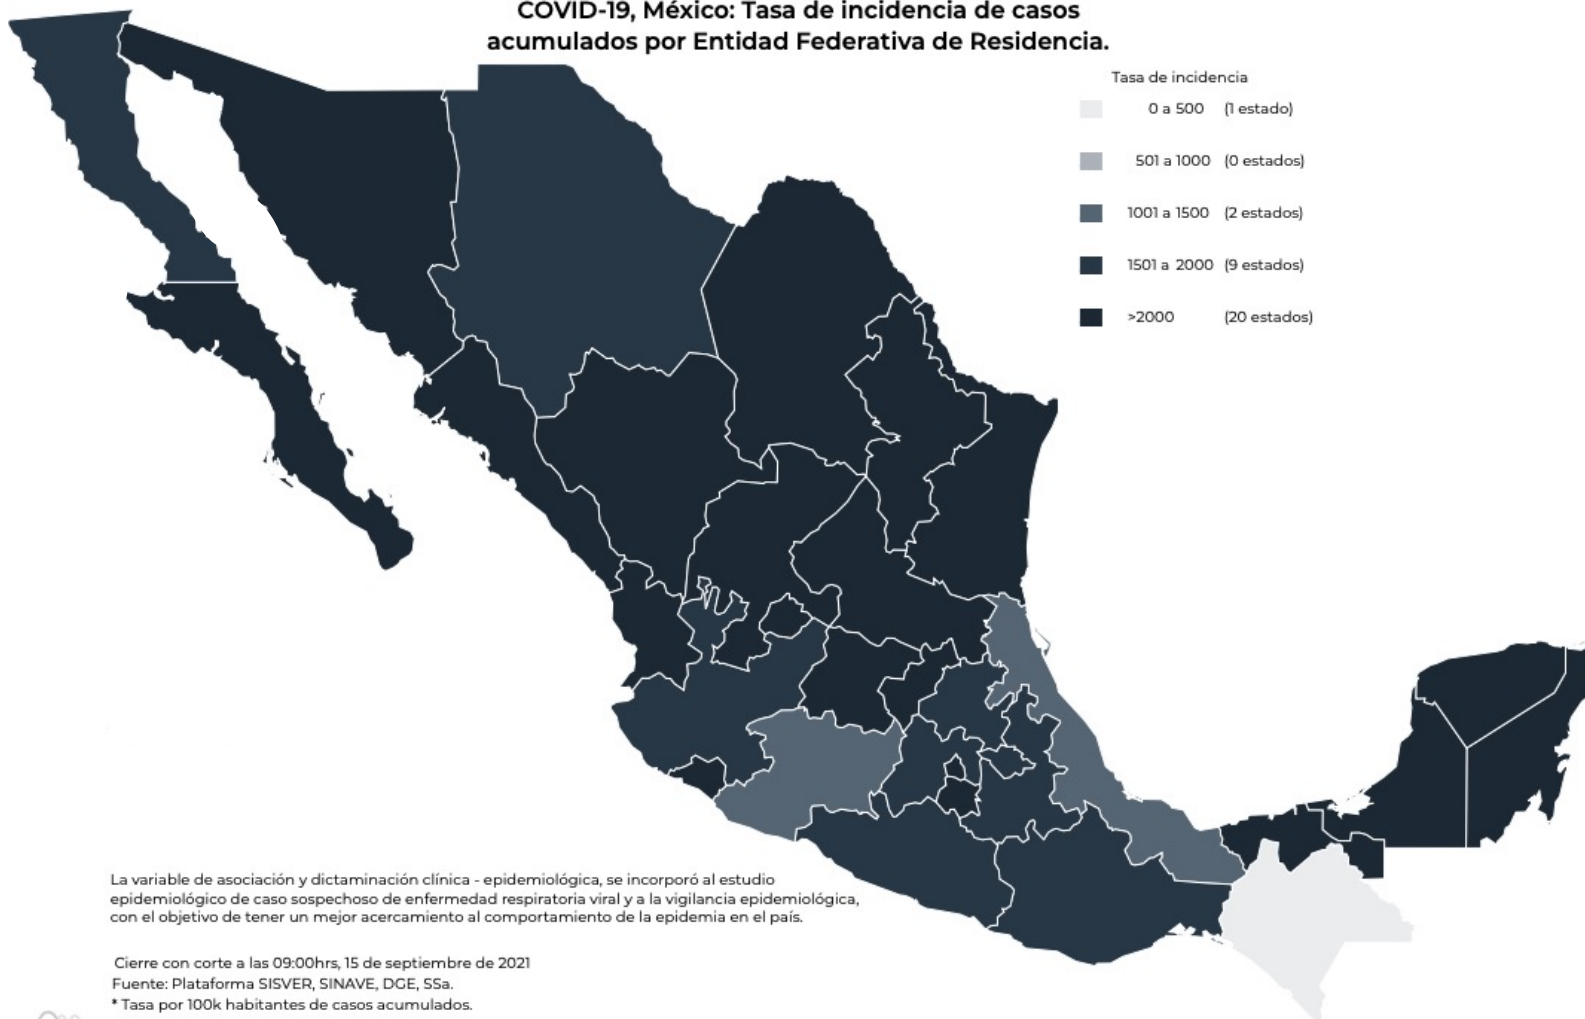 COVID-19, México: Tasa de incidencia de casos
acumulados por Entidad Federativa de Residencia.
Tasa de incidencia
0 a 500 (1 estado)
501 a 1000 (0 estados)
1001 a 1500 (2 estados)
1501 a 2000 (9 estados)
>2000 (20 estados)
La variable de asociación y dictaminación clínica - epidemiológica, se incorporó al estudio
epidemiológico de caso sospechoso de enfermedad respiratoria viral y a la vigilancia epidemiológica,
con el objetivo de tener un mejor acercamiento al comportamiento de la epidemia en el país.
Cierre con corte a las 09:00hrs, 15 de septiembre de 2021
Fuente: Plataforma SISVER, SINAVE, DGE, SSa.
* Tasa por 100k habitantes de casos acumulados.